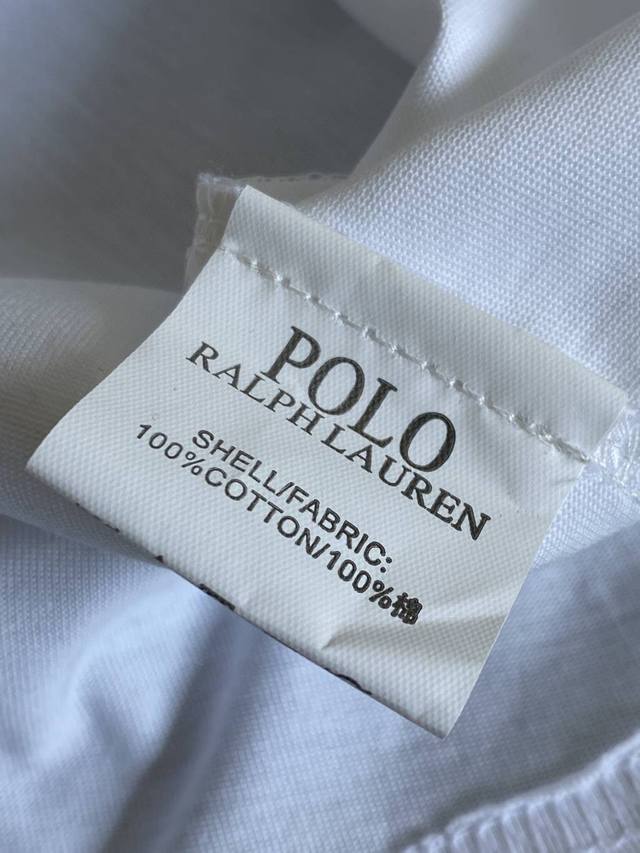 POLO
RALPH LAUREN
SHELL/FABRIC:
100%COTTON/100%棉